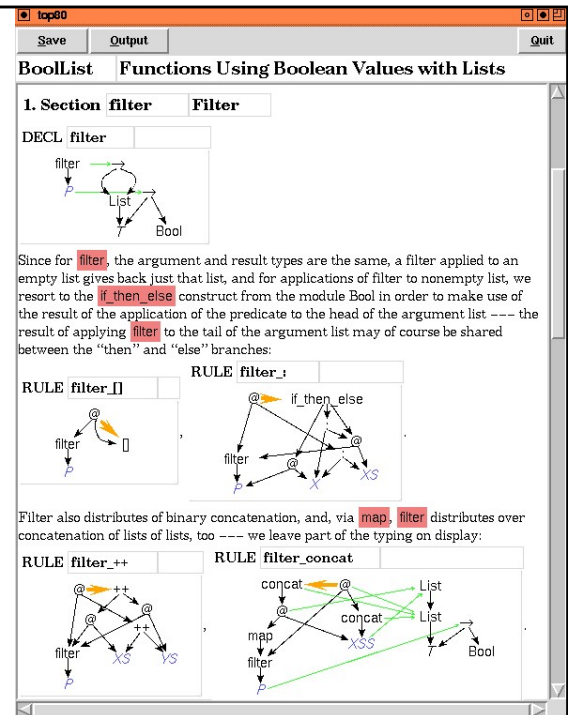 top80
Save Output Quit
BoolList Functions Using Boolean Values with Lists
1. Section filter Filter
DECL filter
filter →
P
List →
T Bool
Since for filter, the argument and result types are the same, a filter applied to an
empty list gives back just that list, and for applications of filter to nonempty list, we
resort to the if_then_else construct from the module Bool in order to make use of
the result of the application of the predicate to the head of the argument list --- the
result of applying filter to the tail of the argument list may of course be shared
between the “then” and “else” branches:
RULE filter_[] RULE filter_:
@ @ if_then_else
filter [] , : @ .
P filter @ :
P X XS
Filter also distributes of binary concatenation, and, via map, filter distributes over
concatenation of lists of lists, too --- we leave part of the typing on display:
RULE filter_++ RULE filter_concat
@ ++ concat @ List
@ @ @ concat List
++ , map XSS →
filter XS YS filter T Bool .
P P